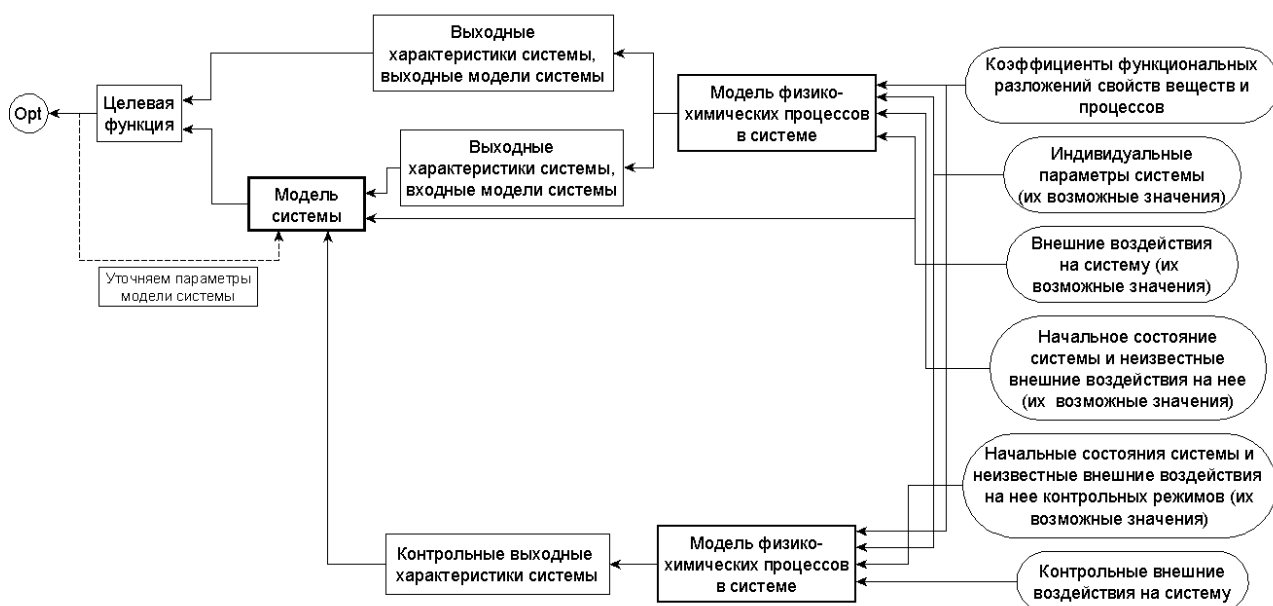 Выходные
характеристики системы,
выходные модели системы
Коэффициенты функциональных
разложений свойств веществ и
процессов
Opt
Целевая
функция
Модель физико-
химических процессов
в системе
Выходные
характеристики системы,
входные модели системы
Индивидуальные
параметры системы
(их возможные значения)
Модель
системы
Внешние воздействия
на систему (их
возможные значения)
Уточняем параметры
модели системы
Начальное состояние
системы и неизвестные
внешние воздействия на нее
(их возможные значения)
Начальные состояния системы и
неизвестные внешние воздействия
на нее контрольных режимов (их
возможные значения)
Контрольные выходные
характеристики системы
Модель физико-
химических процессов
в системе
Контрольные внешние
воздействия на систему